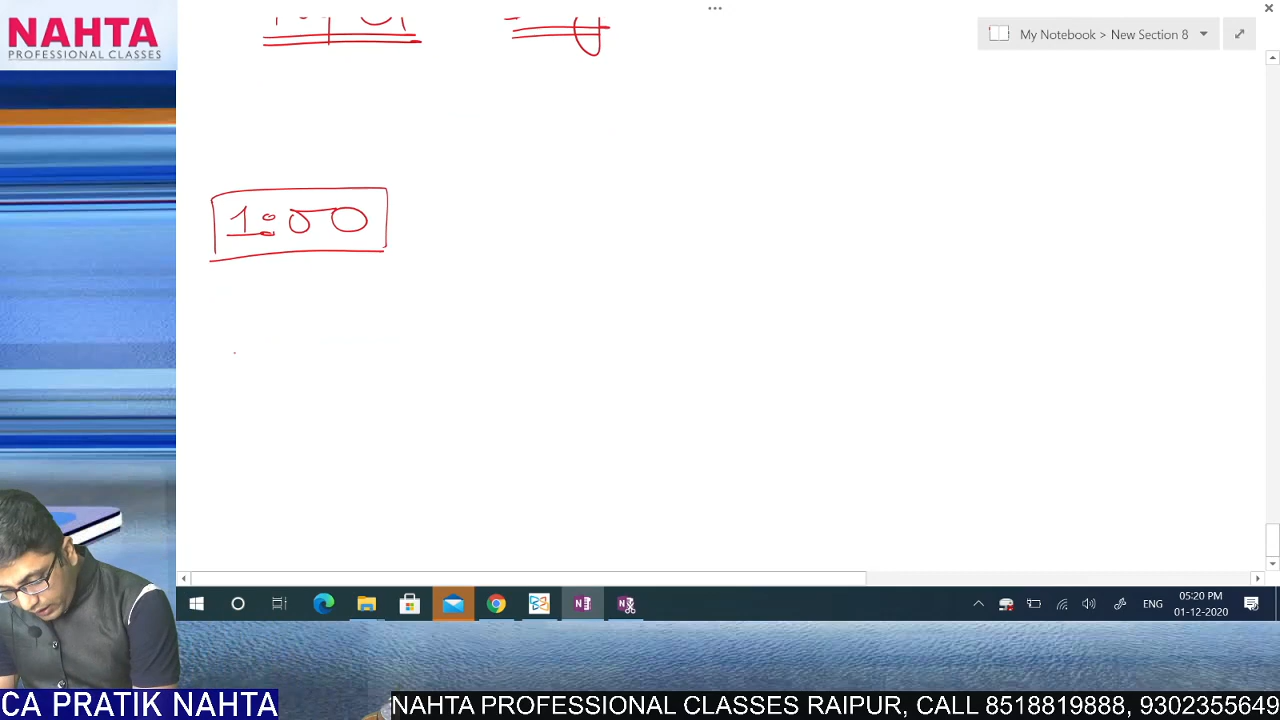 NAHTA
PROFESSIONAL CLASSES
My Notebook > New Section 8
1:00
ENG
05:20 PM
01-12-2020
CA PRATIK NAHTA
NAHTA PROFESSIONAL CLASSES RAIPUR, CALL 8518819888, 9302355649